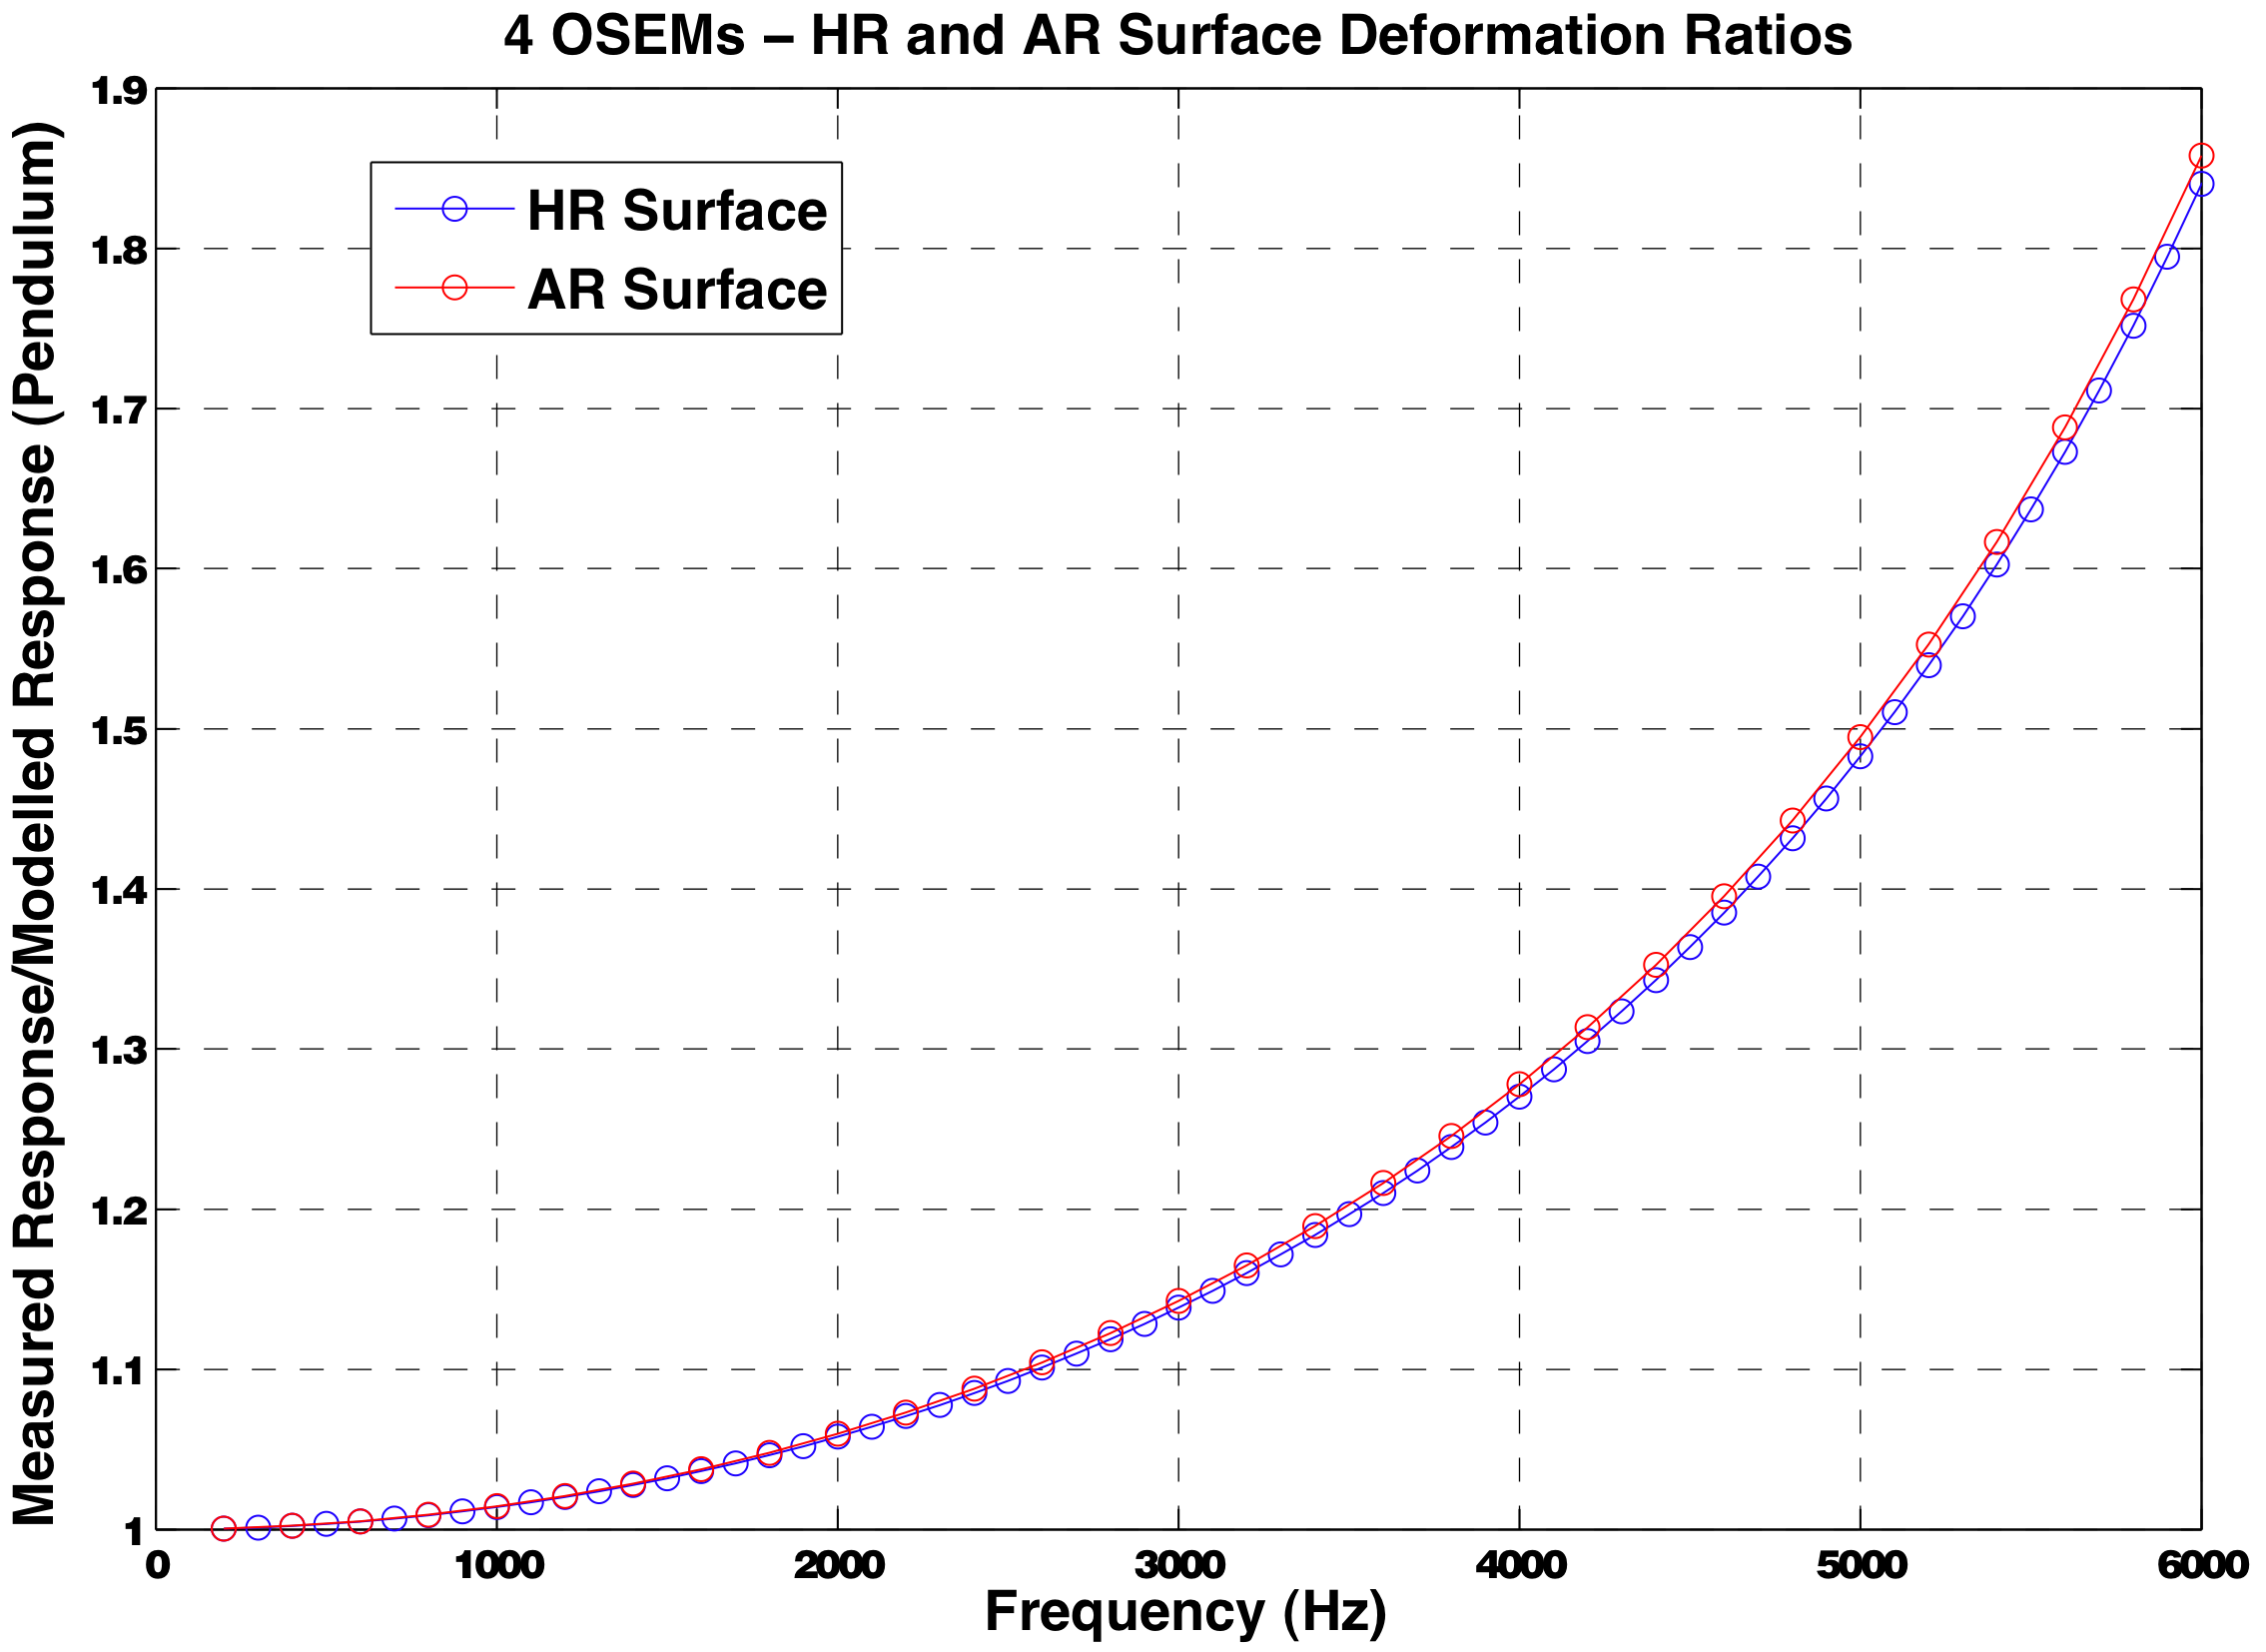 4 OSEMs – HR and AR Surface Deformation Ratios
Measured Response/Modelled Response (Pendulum)
1.9
1.8
1.7
1.6
1.5
1.4
1.3
1.2
1.1
1
HR Surface
AR Surface
0 1000 2000 3000 4000 5000 6000
Frequency (Hz)